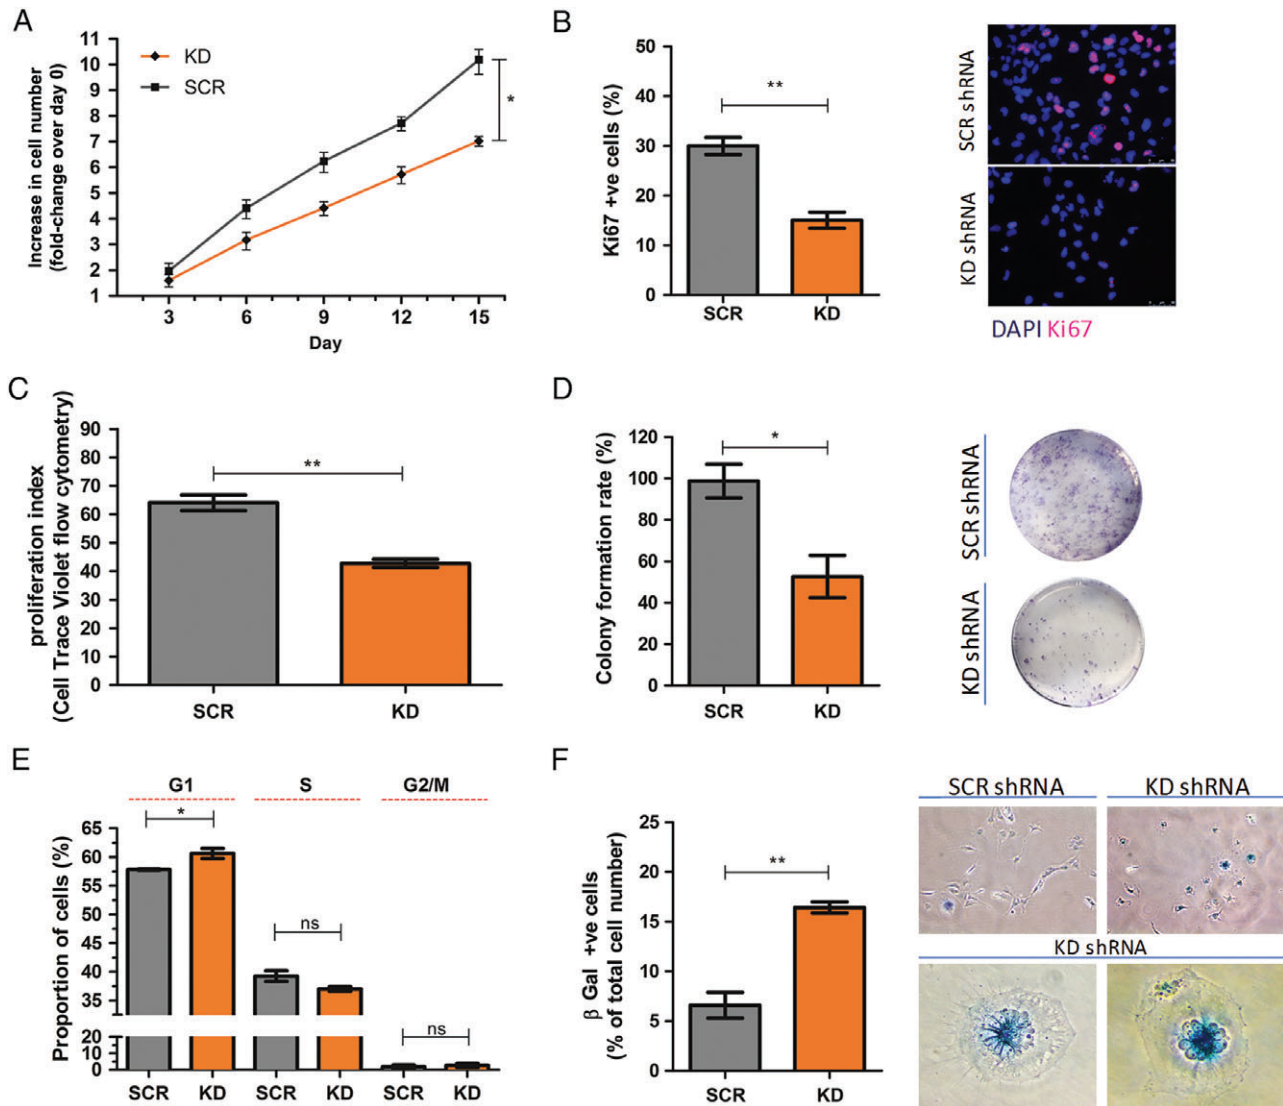 A
Increase in cell number
(fold-change over day 0)
11
10
9
8
7
6
5
4
3
2
1
KD
SCR
*
3 6 9 12 15
Day
B
Ki67 +ve cells (%)
50
40
30
20
10
0
**
SCR KD
SCR shRNA
KD shRNA
DAPI Ki67
C
proliferation index
(Cell Trace Violet flow cytometry)
90
80
70
60
50
40
30
20
10
0
**
SCR KD
D
Colony formation rate (%)
120
100
80
60
40
20
0
*
SCR KD
SCR shRNA
KD shRNA
E
G1 S G2/M
Proportion of cells (%)
65
60
55
50
45
40
35
20
10
0
*
ns
ns
SCR KD SCR KD SCR KD
F
β Gal +ve cells
(% of total cell number)
25
20
15
10
5
0
**
SCR KD
SCR shRNA KD shRNA
KD shRNA